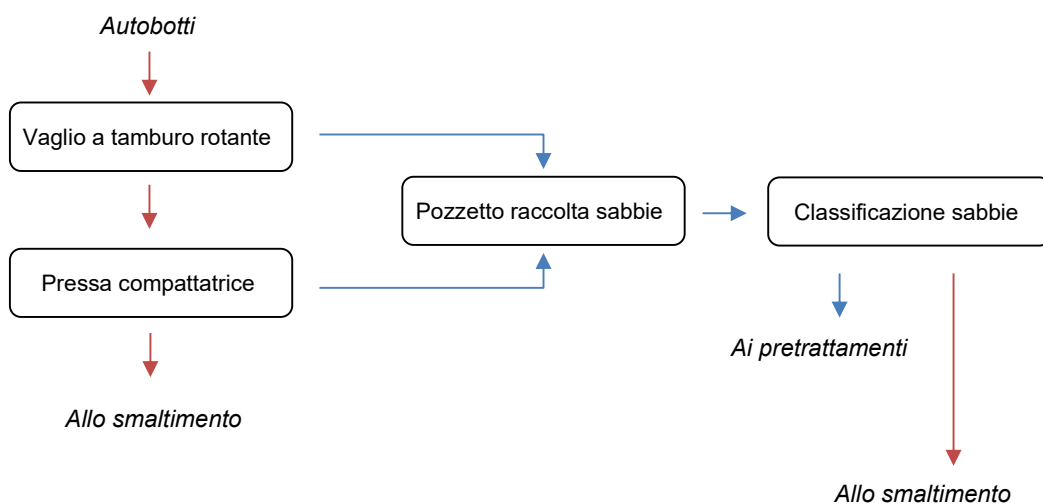 Autobotti
Vaglio a tamburo rotante
Pozzetto raccolta sabbie
Classificazione sabbie
Pressa compattatrice
Ai pretrattamenti
Allo smaltimento
Allo smaltimento